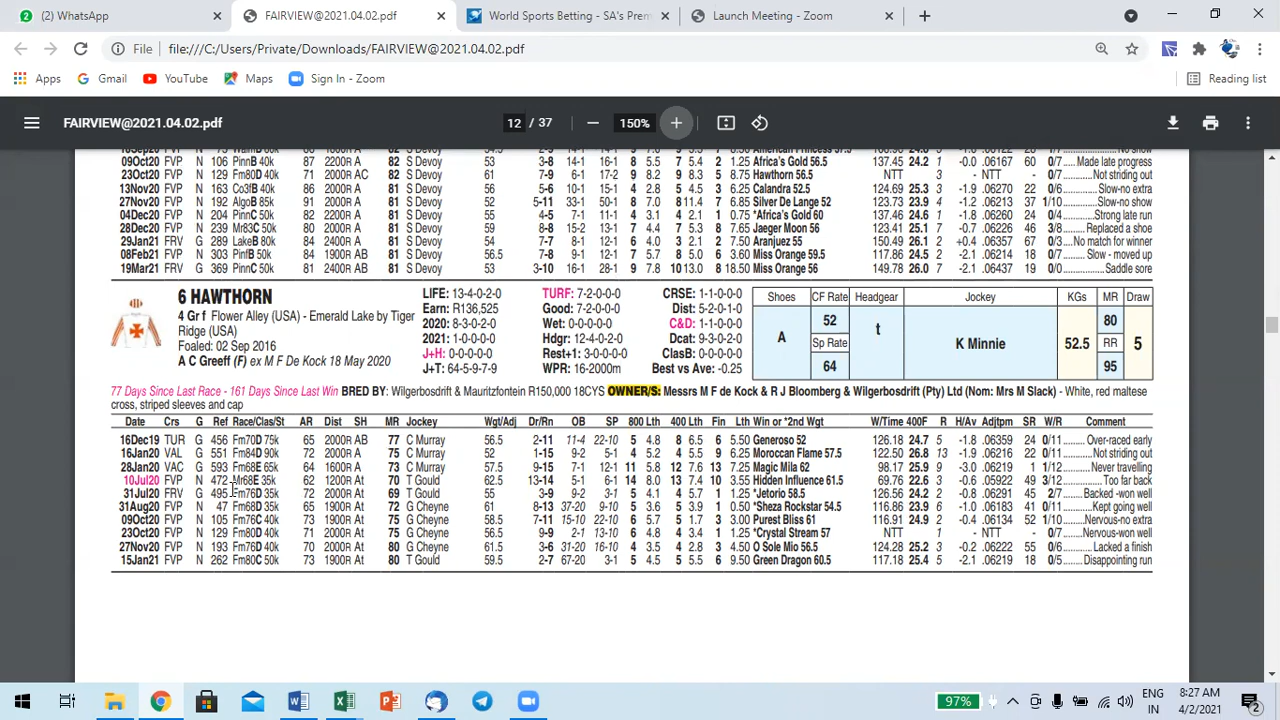 (11) WhatsApp
FAIRVIEW@2021.04.02.pdf
World Sports Betting - SA's Prem
Launch Meeting - Zoom
File
file:///C:/Users/Private/Downloads/FAIRVIEW@2021.04.02.pdf
Apps
Gmail
YouTube
Maps
Sign In - Zoom
Reading list
FAIRVIEW@2021.04.02.pdf
12 / 37
150%
09Oct20 FVP N 106 PinnB 40k 87 2200R A 82 S Devoy 53 3-8 14-1 9-1 8 5.5 7 5.4 2 1.25 Africa's Gold 56.5 137.45 24.2 1 -0.0 .06167 60 0/7 Made late progress
23Oct20 FVP N 129 Fm80D 40k 71 2000R AC 82 S Devoy 61 7-9 6-1 17-2 9 8.2 9 8.3 5 8.75 Hawthorn 56.5 NTT NTT - - - - 0/7 Not striding out
13Nov20 FVP N 163 Co3fB 40k 86 2000R A 82 S Devoy 56 5-6 10-1 15-1 4 2.8 5 4.5 3 6.25 Calandra 52.5 124.69 25.3 3 -1.9 .06270 22 0/6 Slow-no extra
27Nov20 FVP N 192 AlgoB 85k 91 2000R A 81 S Devoy 52 5-11 33-1 50-1 8 7.0 8 11.4 7 6.85 Silver De Lange 52 123.73 23.9 4 -1.2 .06213 37 1/10 Slow-no show
04Dec20 FVP N 204 PinnC 50k 82 2200R A 81 S Devoy 55 4-5 7-1 11-1 4 3.1 4 2.1 1 0.75 *Africa's Gold 60 137.46 24.6 1 -1.8 .06260 24 0/4 Strong late run
28Dec20 FVP N 239 Mr83C 50k 78 2000R A 81 S Devoy 59 8-8 15-2 13-1 7 4.4 7 5.3 8 7.65 Jaeger Moon 56 123.41 25.1 7 -0.7 .06226 46 3/8 Replaced a shoe
29Jan21 FRV G 289 LakeB 80k 84 2400R A 81 S Devoy 54 7-7 8-1 12-1 6 4.0 3 2.1 2 7.50 Aranjuez 55 150.49 26.1 2 +0.4 .06357 67 0/3 No match for winner
08Feb21 FVP N 303 PinfB 50k 84 1900R AB 81 S Devoy 56.5 7-8 12-1 9-1 7 5.7 8 5.0 6 3.60 Miss Orange 59.5 117.86 24.8 5 -2.1 .06214 18 0/7 Slow - moved up
19Mar21 FRV G 369 PinnC 50k 81 2400R AB 81 S Devoy 53 3-10 16-1 28-1 9 7.8 10 13.0 8 18.50 Miss Orange 56 149.78 26.0 7 -2.1 .06437 19 0/0 Saddle sore
6 HAWTHORN
4 Gr f Flower Alley (USA) - Emerald Lake by Tiger
Ridge (USA)
Foaled: 02 Sep 2016
A C Greeff (F) ex M F De Kock 18 May 2020
LIFE: 13-4-0-2-0 TURF: 7-2-0-0-0 CRSE: 1-1-0-0-0
Earn: R136,525 Good: 7-2-0-0-0 Dist: 5-2-0-1-0
2020: 8-3-0-2-0 Wet: 0-0-0-0-0 C&D: 1-1-0-0-0
2021: 1-0-0-0-0 Hdgr: 12-4-0-2-0 Dcat: 9-3-0-2-0
J+H: 0-0-0-0-0 Rest+1: 3-0-0-0-0 ClasB: 0-0-0-0-0
J+T: 64-5-9-7-9 WPR: 16-2000m Best vs Avge: -0.25
Shoes CF Rate Headgear Jockey KGs MR Draw
A 52 Sp Rate 64 t K Minnie 52.5 80 RR 95 5
77 Days Since Last Race - 161 Days Since Last Win BRED BY: Wilgerbosdrift & Mauritzfontein R150,000 18CYS OWNER/S: Messrs M F de Kock & R J Bloomberg & Wilgerbosdrift (Pty) Ltd (Nom: Mrs M Slack) - White, red maltese
cross, striped sleeves and cap
Date Crs G Ref Race/Clas/St AR Dist SH MR Jockey Wgt/Adj Dr/Rn OB SP 800 Lth 400 Lth Fin Lth Win or *2nd Wgt W/Time 400F R H/Av Adjtpm SR W/R Comment
16Dec19 TUR G 456 Fm70D 75k 65 2000R AB 77 C Murray 56.5 2-11 11-4 22-10 5 4.8 8 6.5 6 5.50 Generoso 52 126.18 24.7 5 -1.8 .06359 24 0/11 Over-raced early
16Jan20 VAL G 551 Fm84D 90k 72 2000R A 74 C Murray 52 1-15 9-2 5-1 4 4.2 4 5.5 9 6.25 Moroccan Flame 57.5 122.50 26.8 13 -1.9 .06216 22 0/5 Not striding out
28Jan20 VAC G 593 Fm68E 65k 64 1600R A 73 C Murray 57.5 9-15 7-1 12-1 11 5.8 12 7.6 13 7.25 Magic Mila 62 98.17 25.9 9 -3.0 .06136 1 1/12 Never travelling
10Jul20 FVP N 472 Mr68E 35k 62 1200R At 70 T Gould 62.5 13-14 5-1 6-1 14 8.0 13 7.4 10 3.55 Hidden Influence 61.5 69.76 22.6 3 -0.6 .05922 49 3/12 Too far back
31Jul20 FRV G 495 Fm76D 40k 72 2000R At 69 T Gould 55 3-9 9-2 3-1 5 4.1 5 4.7 1 1.25 *Jetorio 58.5 126.56 24.2 2 -0.8 .06291 45 2/7 Backed -won well
31Aug20 FVP N 47 Fm68D 35k 65 1900R At 72 G Cheyne 61 8-13 37-10 3-1 5 3.6 5 3.9 1 0.50 *Sheza Rockstar 54.5 116.91 23.9 6 -1.0 .06183 41 0/11 Kept going well
09Oct20 FVP N 105 Fm76C 40k 73 1900R At 75 G Cheyne 58.5 7-11 15-10 22-10 6 5.7 5 1.7 3 3.00 Purest Bliss 61 116.92 24.9 2 -0.4 .06134 52 1/10 Nervous-no extra
23Oct20 FVP N 129 Fm80D 40k 71 2000R At 75 G Cheyne 56.5 9-9 2-1 18-10 5 4.8 4 3.4 1 1.25 *Crystal Stream 57 NTT NTT - - - - 0/7 Nervous-won well
27Nov20 FVP N 193 Fm76D 40k 70 2000R At 80 G Cheyne 61.5 3-6 31-20 16-10 4 3.5 4 2.8 3 4.50 O Sole Mio 56.5 124.28 25.2 3 -0.2 .06222 55 0/6 Lacked a finish
15Jan21 FVP N 262 Fm80C 50k 73 1900R At 80 T Gould 59.5 2-7 67-20 3-1 5 4.5 5 5.5 6 9.50 Green Dragon 60.5 117.18 25.4 5 -2.1 .06219 18 0/7 Disappointing run
97%
ENG
IN
8:27 AM
4/2/2021
2